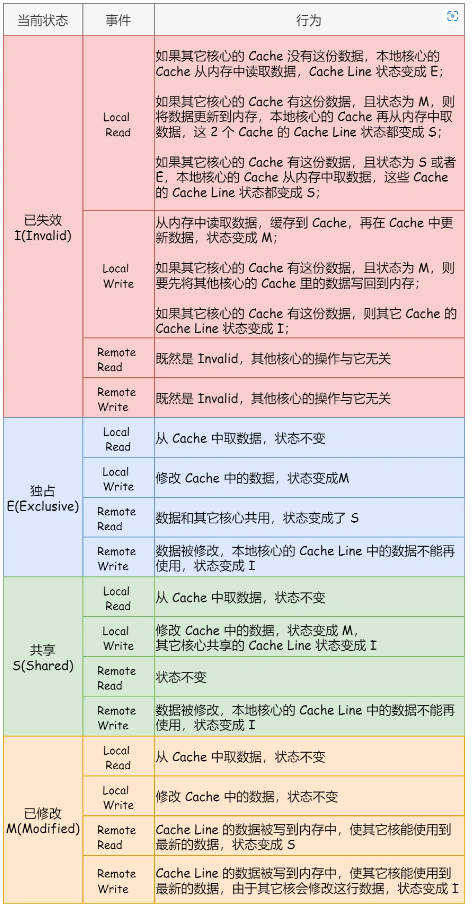 当前状态 事件 行为
已失效
I(Invalid)
Local
Read
如果其它核心的 Cache 没有这份数据，本地核心的
Cache 从内存中读取数据，Cache Line 状态变成 E；
如果其它核心的 Cache 有这份数据，且状态为 M，则
将数据更新到内存，本地核心的 Cache 再从内存中取
数据，这 2 个 Cache 的 Cache Line 状态都变成 S；
如果其它核心的 Cache 有这份数据，且状态为 S 或者
E，本地核心的 Cache 从内存中取数据，这些 Cache
的 Cache Line 状态都变成 S；
Local
Write
从内存中读取数据，缓存到 Cache，再在 Cache 中更
新数据，状态变成 M；
如果其它核心的 Cache 有这份数据，且状态为 M，则
要先将其他核心的 Cache 里的数据写回到内存；
如果其它核心的 Cache 有这份数据，则其它 Cache 的
Cache Line 状态变成 I；
Remote
Read
既然是 Invalid，其他核心的操作与它无关
Remote
Write
既然是 Invalid，其他核心的操作与它无关
独占
E(Exclusive)
Local
Read
从 Cache 中取数据，状态不变
Local
Write
修改 Cache 中的数据，状态变成M
Remote
Read
数据和其它核心共用，状态变成了 S
Remote
Write
数据被修改，本地核心的 Cache Line 中的数据不能再
使用，状态变成 I
共享
S(Shared)
Local
Read
从 Cache 中取数据，状态不变
Local
Write
修改 Cache 中的数据，状态变成 M，
其它核心共享的 Cache Line 状态变成 I
Remote
Read
状态不变
Remote
Write
数据被修改，本地核心的 Cache Line 中的数据不能再
使用，状态变成 I
已修改
M(Modified)
Local
Read
从 Cache 中取数据，状态不变
Local
Write
修改 Cache 中的数据，状态不变
Remote
Read
Cache Line 的数据被写到内存中，使其它核能使用到
最新的数据，状态变成 S
Remote
Write
Cache Line 的数据被写到内存中，使其它核能使用到
最新的数据，由于其它核会修改这行数据，状态变成 I